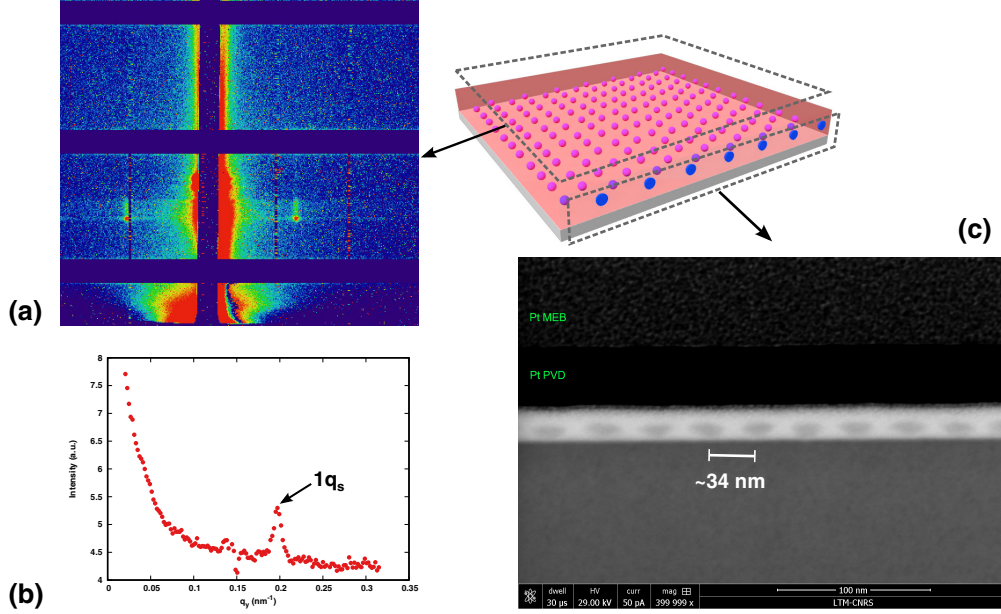 (a)
(c)
Pt MEB
Pt PVD
~34 nm
dwell HV curr mag
30 µs 29.00 kV 50 pA 399 999 x
100 nm
LTM-CNRS
(b)
8
7.5
7
6.5
6
5.5
5
4.5
4
Intensity (a.u.)
1qs
0 0.05 0.1 0.15 0.2 0.25 0.3 0.35
qy (nm-1)